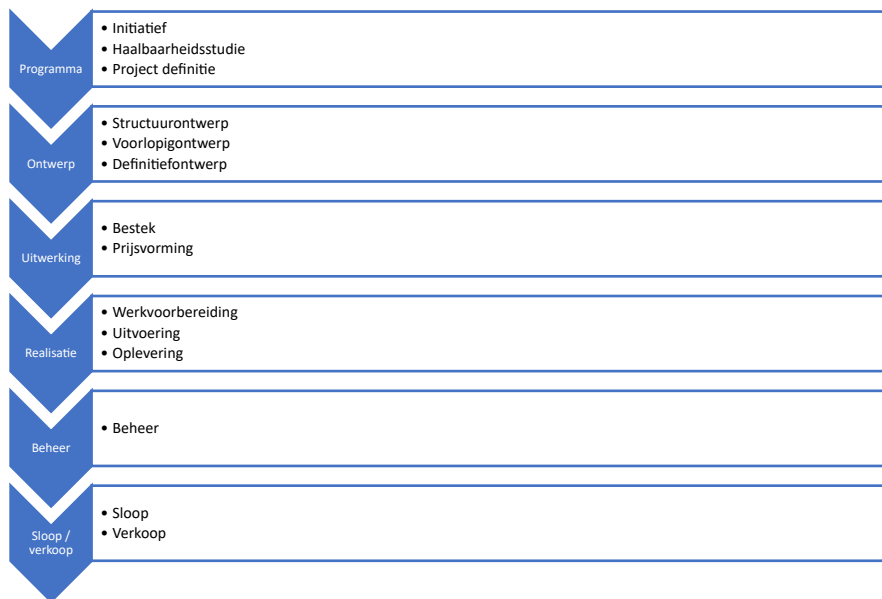 Programma
• Initiatief
• Haalbaarheidsstudie
• Project definitie
Ontwerp
• Structuurontwerp
• Voorlopigontwerp
• Definitiefontwerp
Uitwerking
• Bestek
• Prijsvorming
Realisatie
• Werkvoorbereiding
• Uitvoering
• Oplevering
Beheer
• Beheer
Sloop /
verkoop
• Sloop
• Verkoop